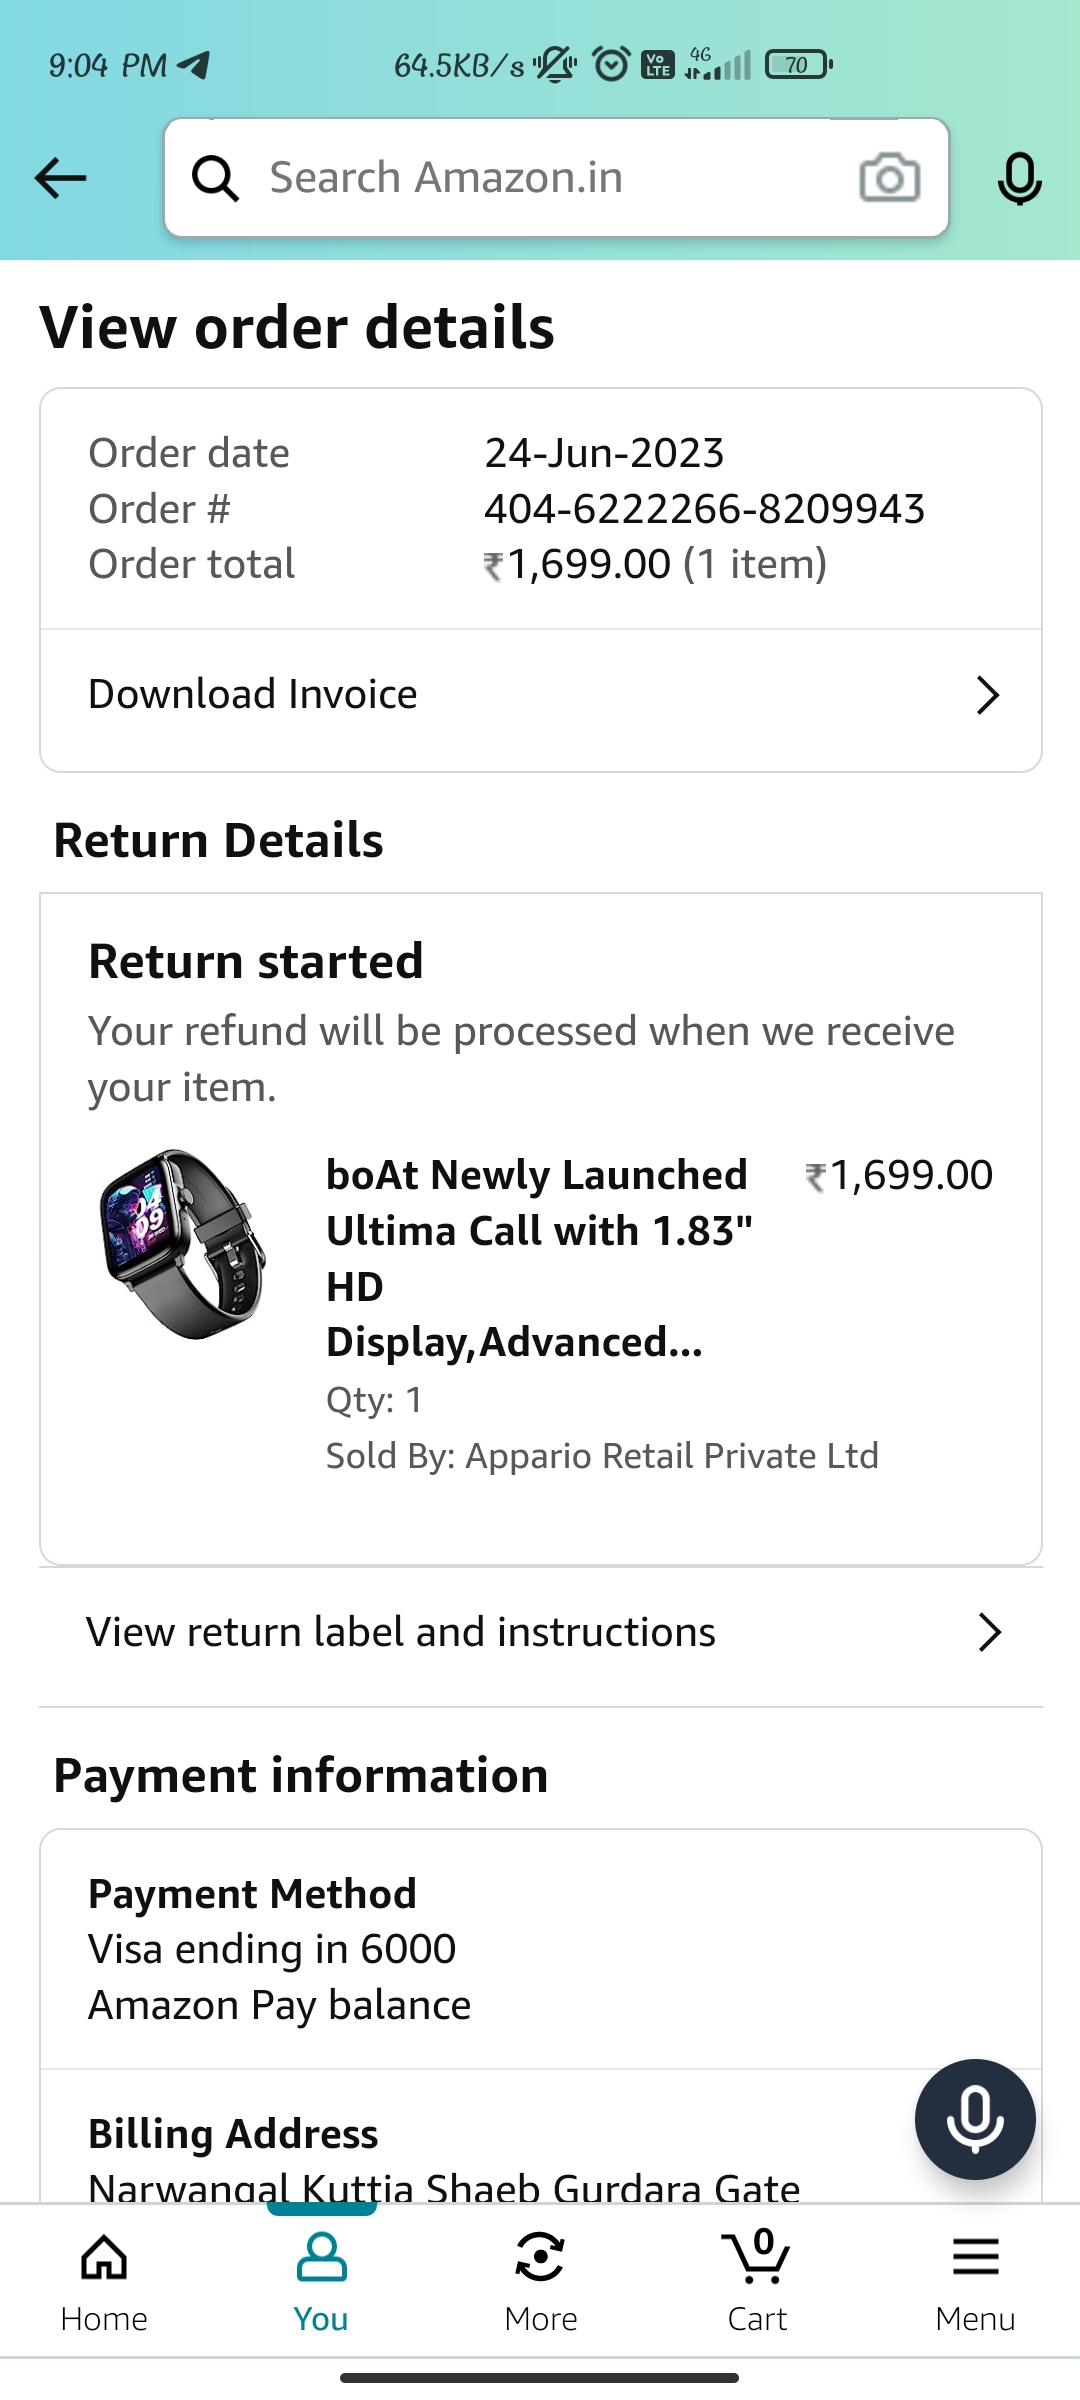 9:04 PM 64.5KB/s Vo LTE 4G 70
Search Amazon.in
View order details
Order date 24-Jun-2023
Order # 404-6222266-8209943
Order total ₹1,699.00 (1 item)
Download Invoice
Return Details
Return started
Your refund will be processed when we receive
your item.
04
09
boAt Newly Launched ₹1,699.00
Ultima Call with 1.83"
HD
Display,Advanced...
Qty: 1
Sold By: Appario Retail Private Ltd
View return label and instructions
Payment information
Payment Method
Visa ending in 6000
Amazon Pay balance
Billing Address
Narwangal Kuttia Shaeb Gurdara Gate
0
Home You More Cart Menu